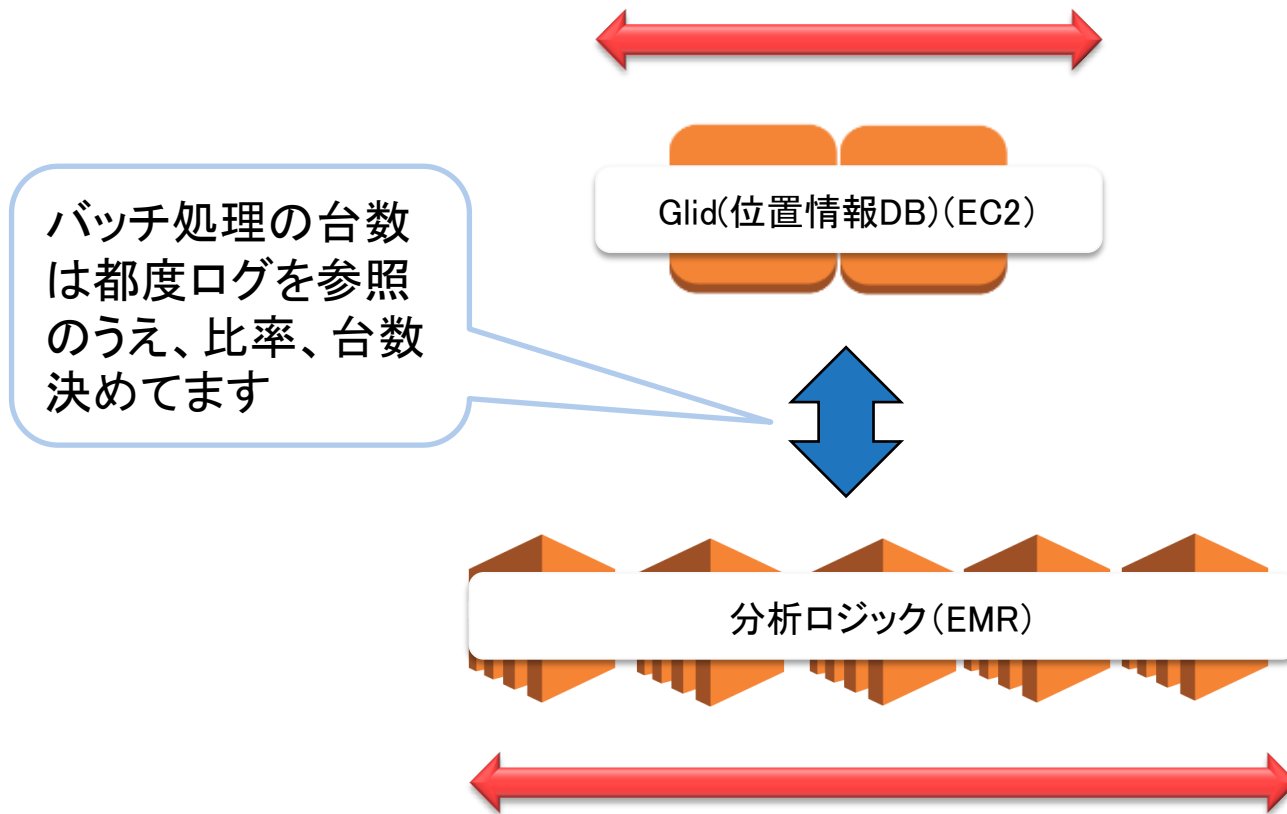 Glid(位置情報DB)(EC2)
バッチ処理の台数
は都度ログを参照
のうえ、比率、台数
決めてます
分析ロジック(EMR)